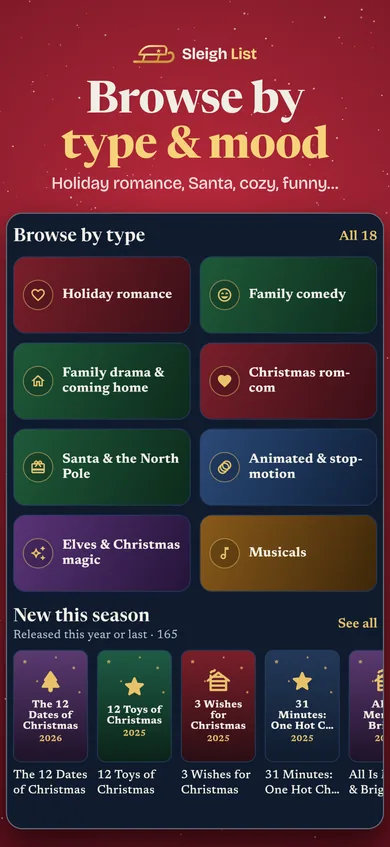 Sleigh List
Browse by
type & mood
Holiday romance, Santa, cozy, funny...
Browse by type
All 18
Holiday romance
Family comedy
Family drama &
coming home
Christmas rom-
com
Santa & the North
Pole
Animated & stop-
motion
Elves & Christmas
magic
Musicals
New this season
Released this year or last · 165
See all
The 12
Dates of
Christmas
2026
12 Toys of
Christmas
2025
3 Wishes
for
Christmas
2025
31
Minutes:
One Hot C...
2025
The 12 Dates
of Christmas
12 Toys of
Christmas
3 Wishes for
Christmas
31 Minutes:
One Hot Ch...
All Is